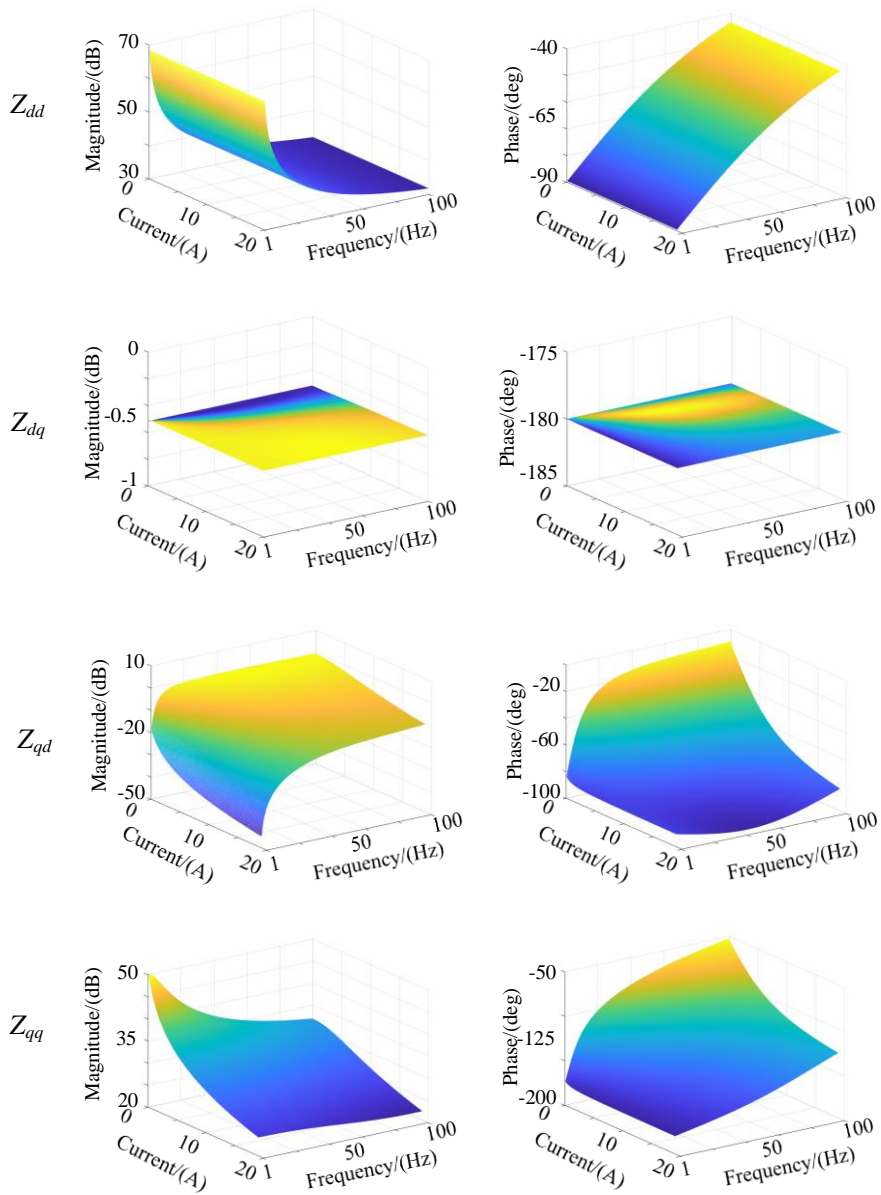 Z_dd
Magnitude/(dB)
70
50
30
0
10
20
Current/(A)
1
50
100
Frequency/(Hz)
Phase/(deg)
-40
-65
-90
0
10
20
Current/(A)
1
50
100
Frequency/(Hz)
Z_dq
Magnitude/(dB)
0
-0.5
-1
0
10
20
Current/(A)
1
50
100
Frequency/(Hz)
Phase/(deg)
-175
-180
-185
0
10
20
Current/(A)
1
50
100
Frequency/(Hz)
Z_qd
Magnitude/(dB)
10
-20
-50
0
10
20
Current/(A)
1
50
100
Frequency/(Hz)
Phase/(deg)
-20
-60
-100
0
10
20
Current/(A)
1
50
100
Frequency/(Hz)
Z_qq
Magnitude/(dB)
50
35
20
0
10
20
Current/(A)
1
50
100
Frequency/(Hz)
Phase/(deg)
-50
-125
-200
0
10
20
Current/(A)
1
50
100
Frequency/(Hz)